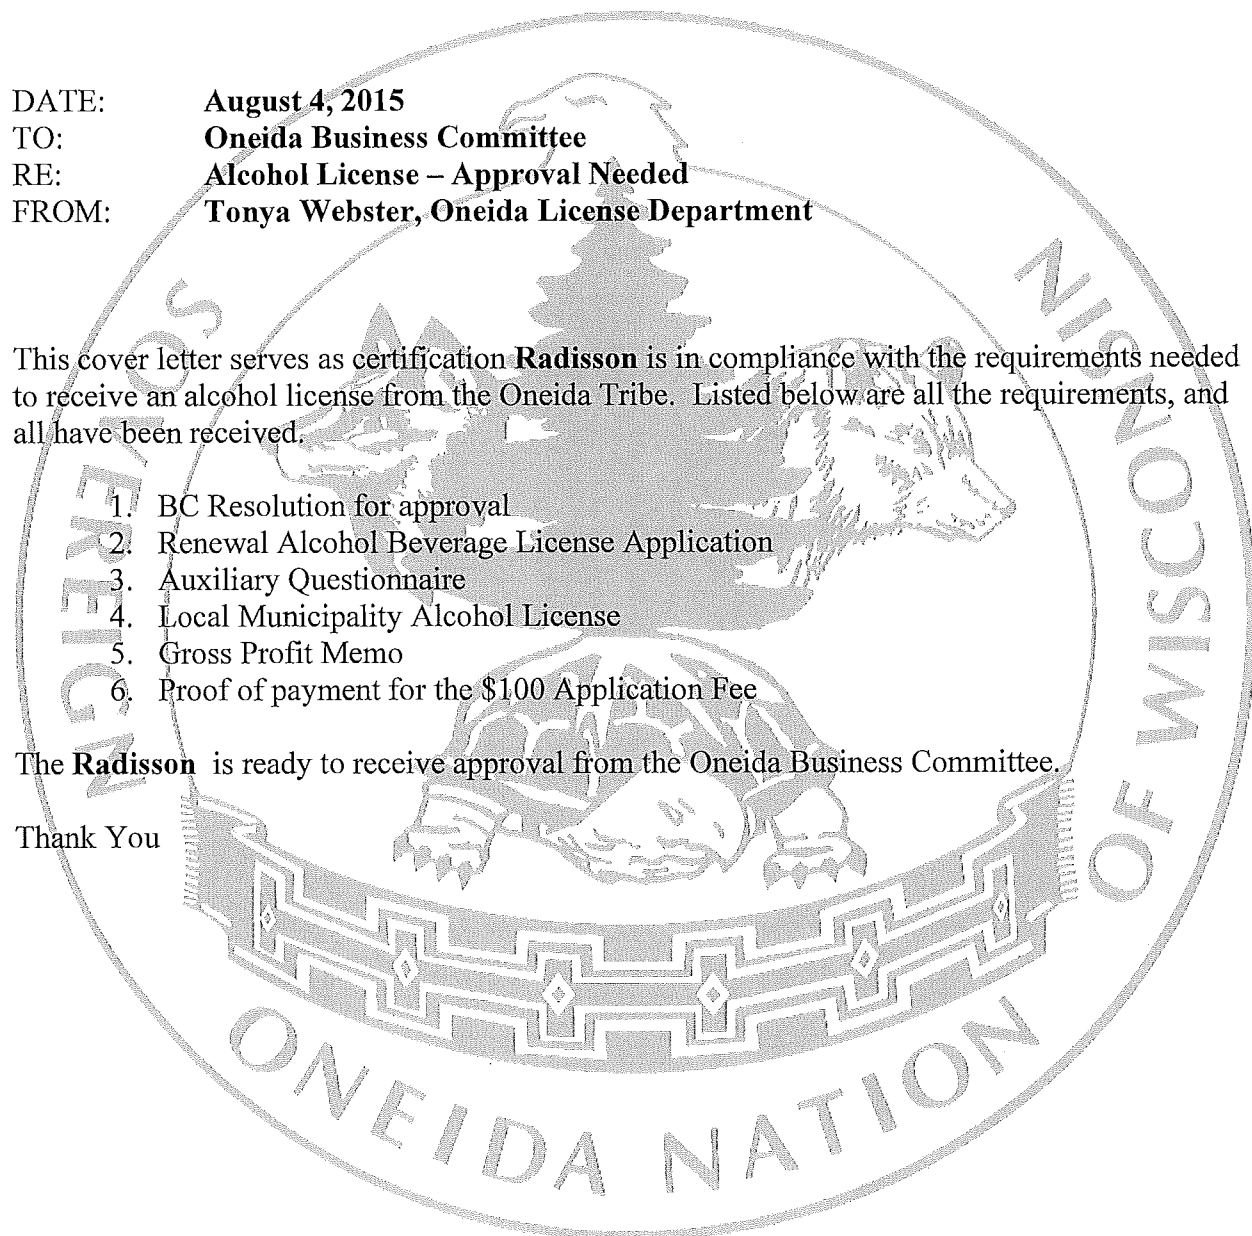 DATE: August 4, 2015
TO: Oneida Business Committee
RE: Alcohol License – Approval Needed
FROM: Tonya Webster, Oneida License Department
This cover letter serves as certification Radisson is in compliance with the requirements needed
to receive an alcohol license from the Oneida Tribe. Listed below are all the requirements, and
all have been received.
1. BC Resolution for approval
2. Renewal Alcohol Beverage License Application
3. Auxiliary Questionnaire
4. Local Municipality Alcohol License
5. Gross Profit Memo
6. Proof of payment for the $100 Application Fee
The Radisson is ready to receive approval from the Oneida Business Committee.
Thank You
SOVEREIGN ONEIDA NATION OF WISCONSIN